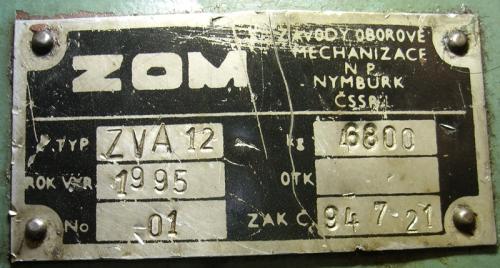 ZOM
ZÁVODY OBOROVÉ
MECHANIZACE
N.P.
NYMBURK
ČSSR
TYP ZVA 12 kg 6800
ROK VÝR. 1995 OTK
No 01 ZAK Č. 94 7 21